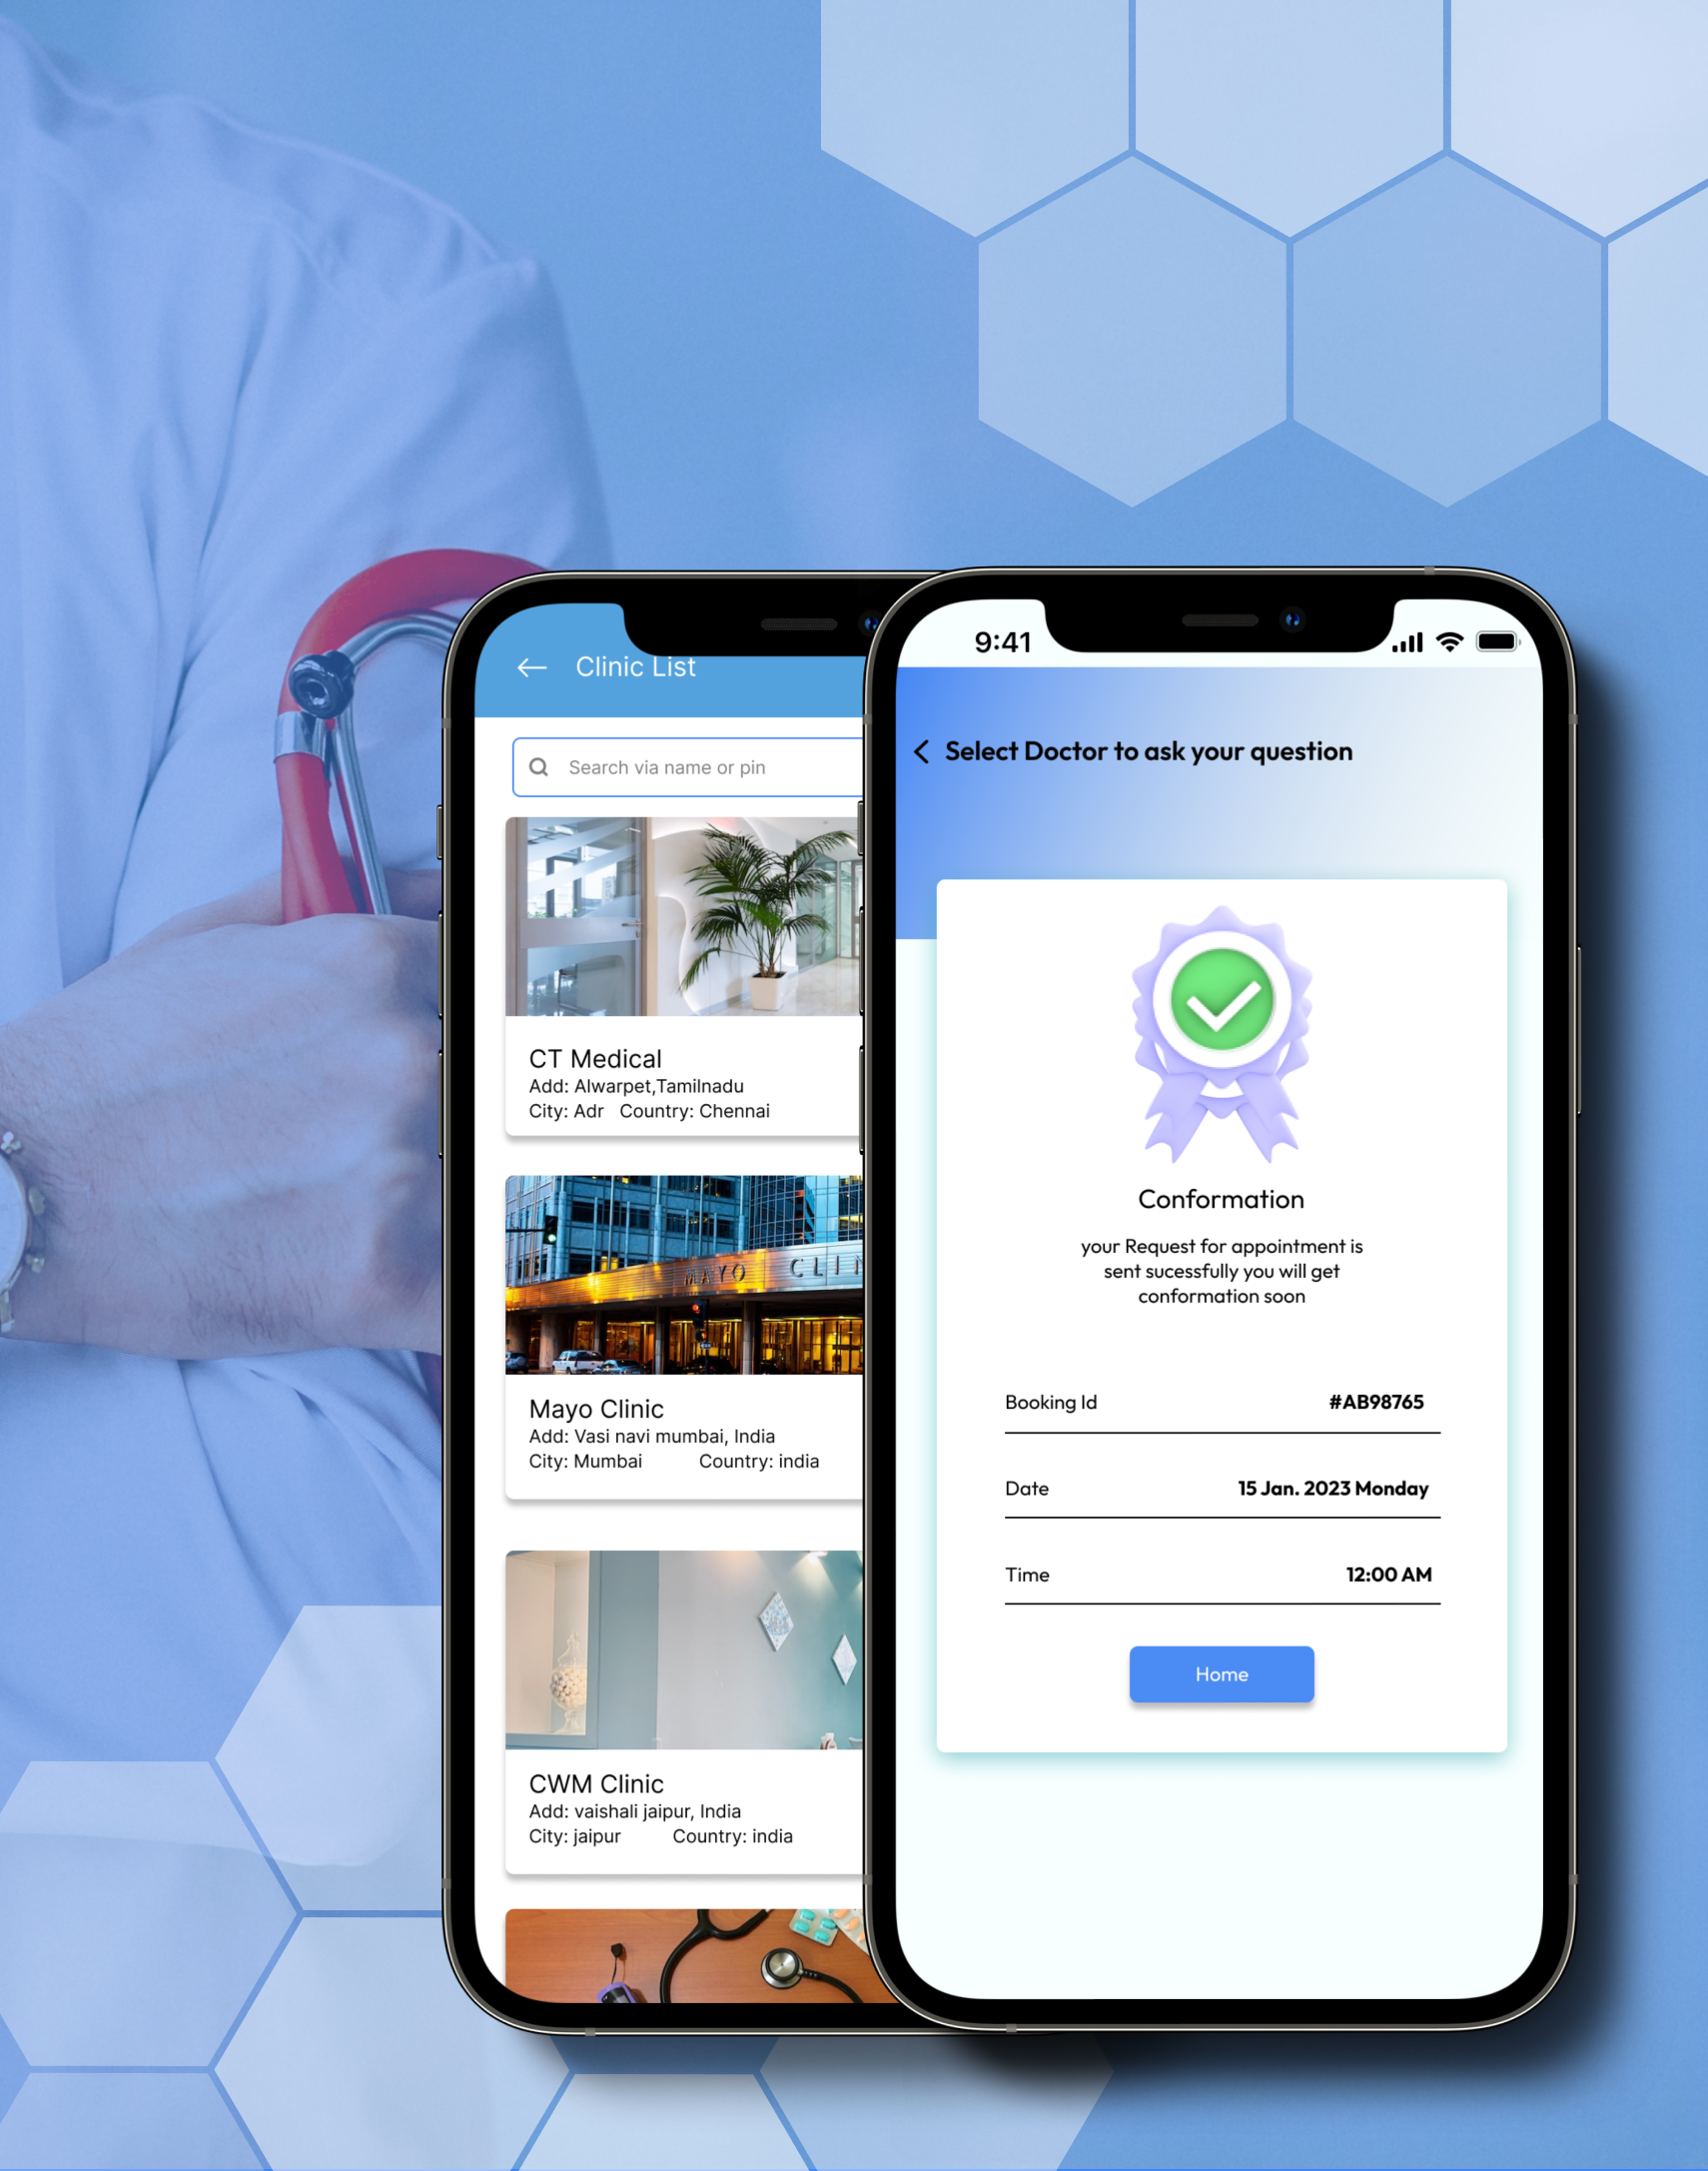 Clinic List
Search via name or pin
CT Medical
Add: Alwarpet,Tamilnadu
City: Adr Country: Chennai
MAYO CLIN
Mayo Clinic
Add: Vasi navi mumbai, India
City: Mumbai Country: india
CWM Clinic
Add: vaishali jaipur, India
City: jaipur Country: india
9:41
Select Doctor to ask your question
Conformation
your Request for appointment is
sent sucessfully you will get
conformation soon
Booking Id #AB98765
Date 15 Jan. 2023 Monday
Time 12:00 AM
Home